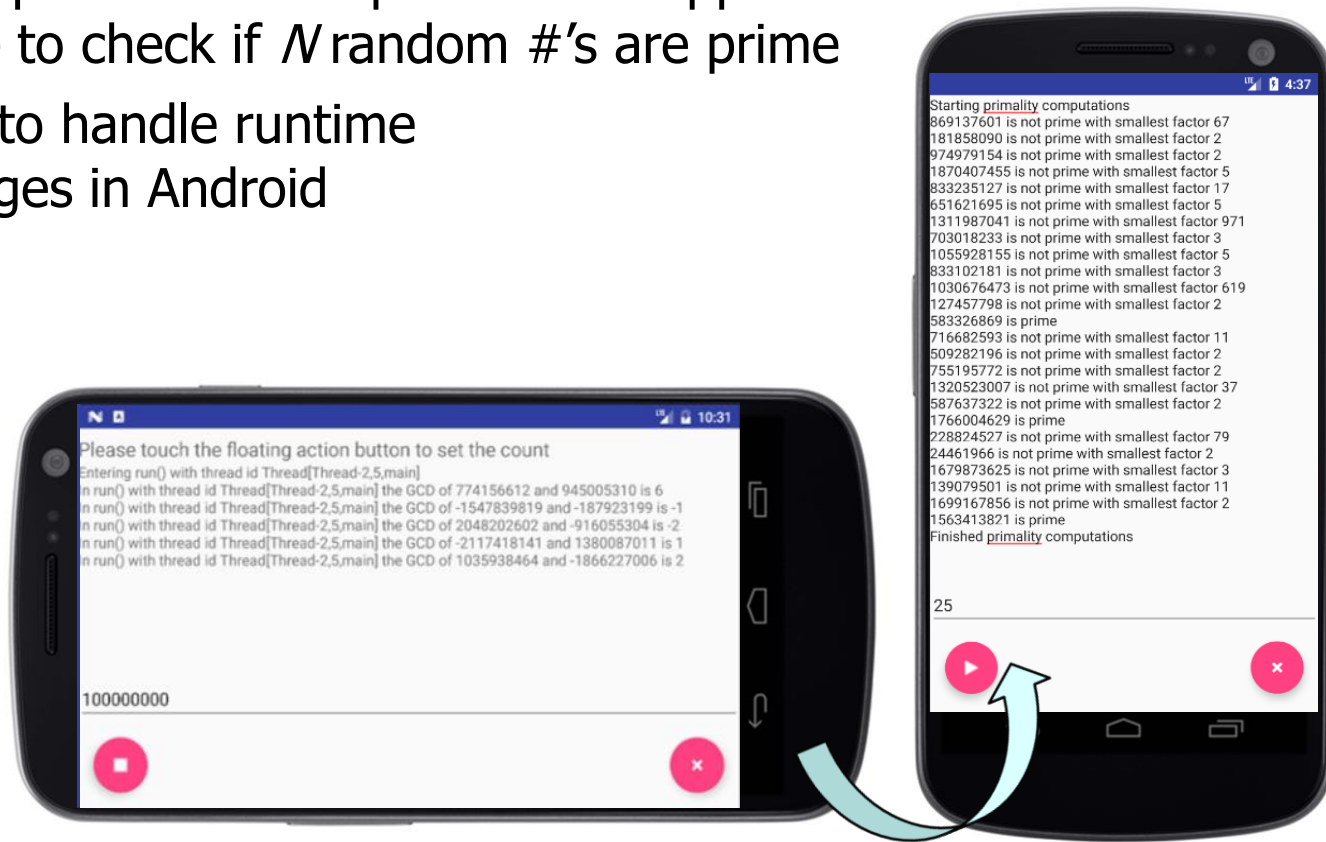 to check if N random #'s are prime
to handle runtime
ges in Android
10:31
Please touch the floating action button to set the count
Entering run() with thread id Thread[Thread-2,5,main]
n run() with thread id Thread[Thread-2,5,main] the GCD of 774156612 and 945005310 is 6
n run() with thread id Thread[Thread-2,5,main] the GCD of -1547839819 and -187923199 is -1
n run() with thread id Thread[Thread-2,5,main] the GCD of 2048202602 and -916055304 is -2
n run() with thread id Thread[Thread-2,5,main] the GCD of -2117418141 and 1380087011 is 1
n run() with thread id Thread[Thread-2,5,main] the GCD of 1035938464 and -1866227006 is 2
100000000
LTE 4:37
Starting primality computations
869137601 is not prime with smallest factor 67
181858090 is not prime with smallest factor 2
974979154 is not prime with smallest factor 2
1870407455 is not prime with smallest factor 5
833235127 is not prime with smallest factor 17
651621695 is not prime with smallest factor 5
1311987041 is not prime with smallest factor 971
703018233 is not prime with smallest factor 3
1055928155 is not prime with smallest factor 5
833102181 is not prime with smallest factor 3
1030676473 is not prime with smallest factor 619
127457798 is not prime with smallest factor 2
583326869 is prime
716682593 is not prime with smallest factor 11
509282196 is not prime with smallest factor 2
755195772 is not prime with smallest factor 2
1320523007 is not prime with smallest factor 37
587637322 is not prime with smallest factor 2
1766004629 is prime
228824527 is not prime with smallest factor 79
24461966 is not prime with smallest factor 2
1679873625 is not prime with smallest factor 3
139079501 is not prime with smallest factor 11
1699167856 is not prime with smallest factor 2
1563413821 is prime
Finished primality computations
25